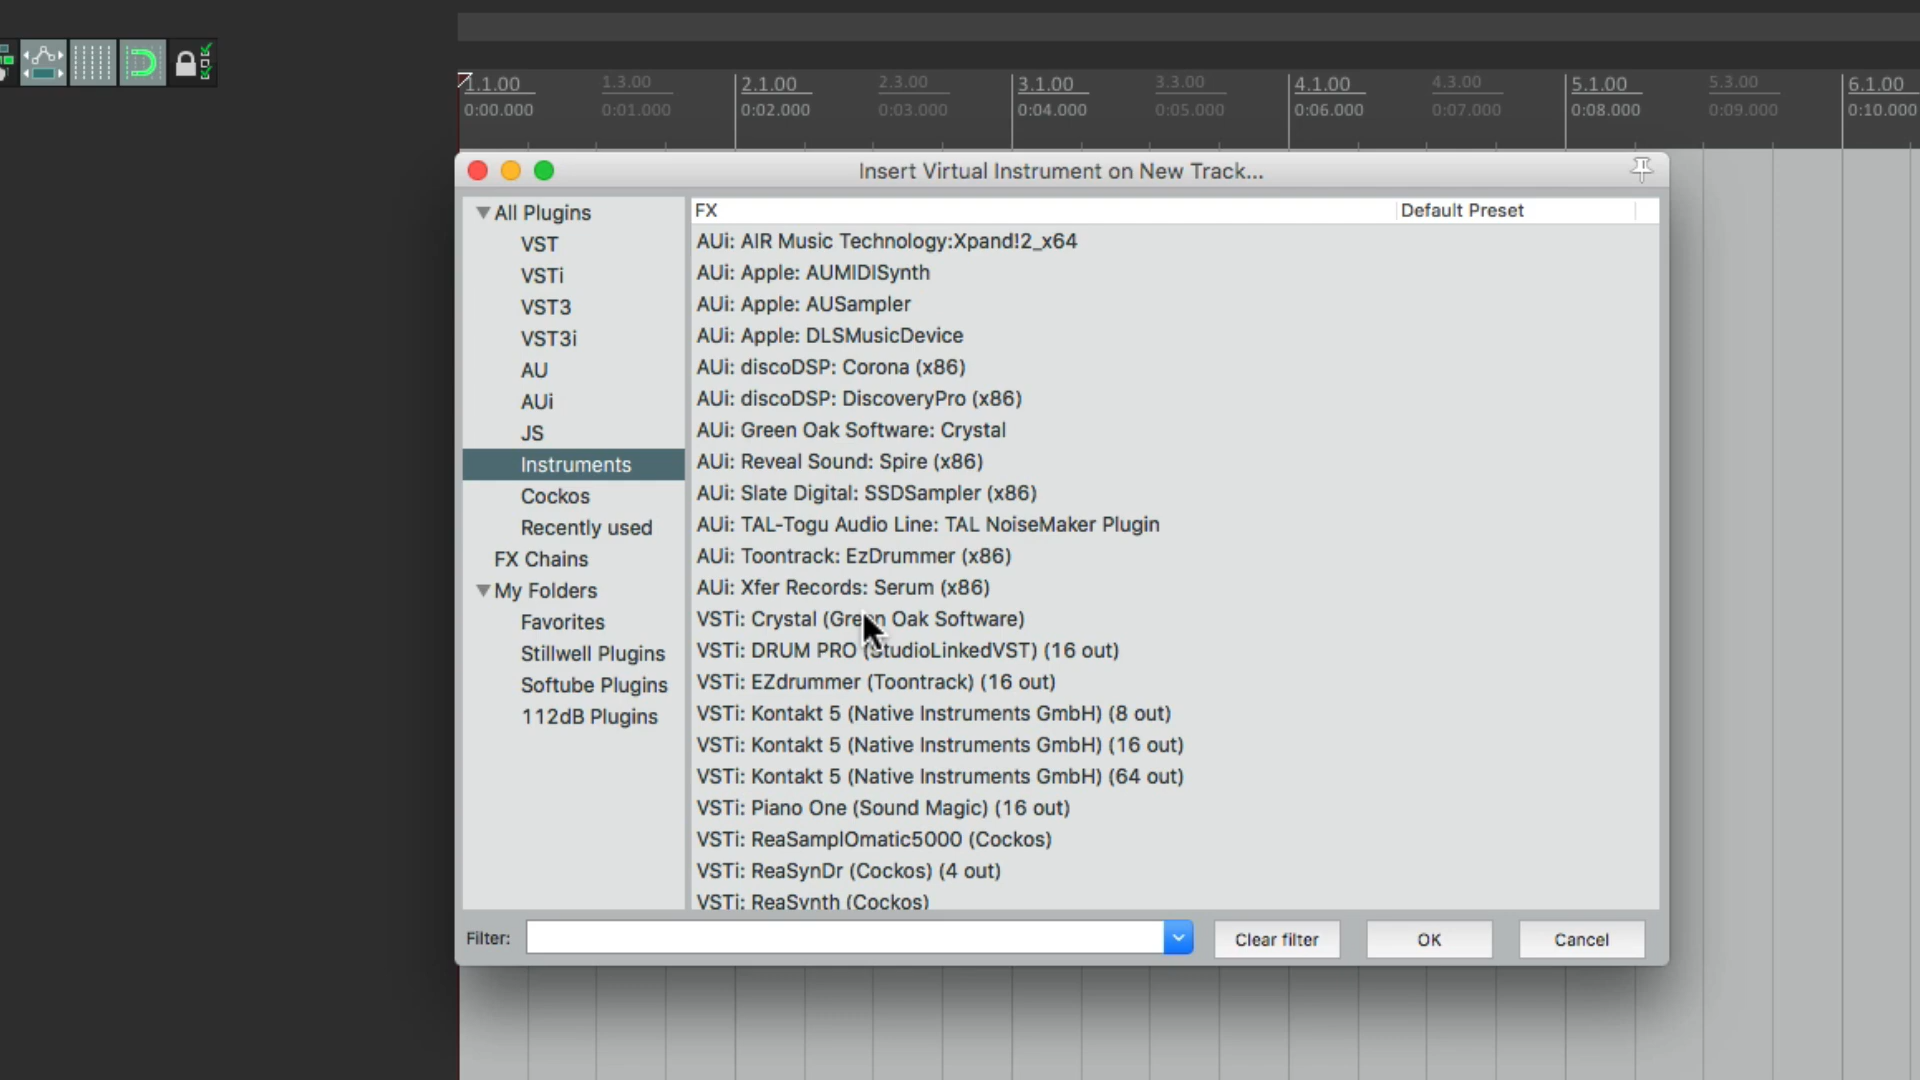 1.1.00 1.3.00 2.1.00 2.3.00 3.1.00 3.3.00 4.1.00 4.3.00 5.1.00 5.3.00 6.1.00
0:00.000 0:01.000 0:02.000 0:03.000 0:04.000 0:05.000 0:06.000 0:07.000 0:08.000 0:09.000 0:10.000
Insert Virtual Instrument on New Track...
All Plugins
VST
VSTi
VST3
VST3i
AU
AUi
JS
Instruments
Cockos
Recently used
FX Chains
My Folders
Favorites
Stillwell Plugins
Softube Plugins
112dB Plugins
FX Default Preset
AUi: AIR Music Technology:Xpand!2_x64
AUi: Apple: AUMIDISynth
AUi: Apple: AUSampler
AUi: Apple: DLSMusicDevice
AUi: discoDSP: Corona (x86)
AUi: discoDSP: DiscoveryPro (x86)
AUi: Green Oak Software: Crystal
AUi: Reveal Sound: Spire (x86)
AUi: Slate Digital: SSDSampler (x86)
AUi: TAL-Togu Audio Line: TAL NoiseMaker Plugin
AUi: Toontrack: EzDrummer (x86)
AUi: Xfer Records: Serum (x86)
VSTi: Crystal (Green Oak Software)
VSTi: DRUM PRO (StudioLinkedVST) (16 out)
VSTi: EZdrummer (Toontrack) (16 out)
VSTi: Kontakt 5 (Native Instruments GmbH) (8 out)
VSTi: Kontakt 5 (Native Instruments GmbH) (16 out)
VSTi: Kontakt 5 (Native Instruments GmbH) (64 out)
VSTi: Piano One (Sound Magic) (16 out)
VSTi: ReaSamplOmatic5000 (Cockos)
VSTi: ReaSynDr (Cockos) (4 out)
VSTi: ReaSynth (Cockos)
Filter: Clear filter OK Cancel